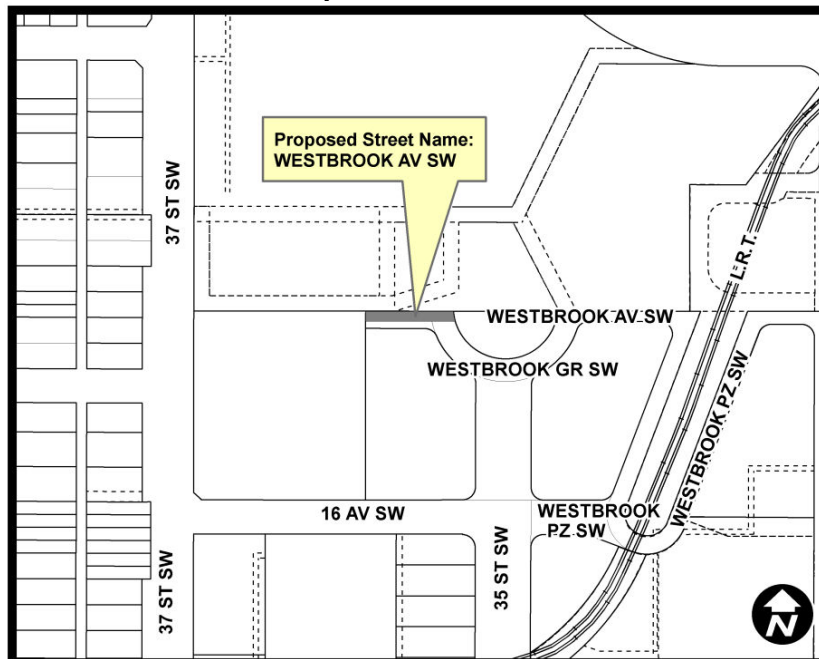 Proposed Street Name:
WESTBROOK AV SW
37 ST SW
L.R.T.
WESTBROOK AV SW
WESTBROOK GR SW
WESTBROOK PZ SW
16 AV SW
WESTBROOK
PZ SW
37 ST SW
35 ST SW
N